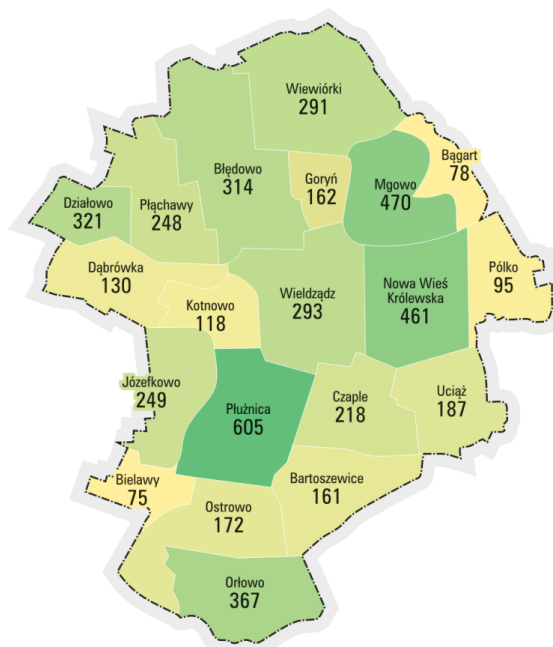 Wiewiórki
291
Bągart
78
Błędowo
314
Goryń
162
Mgowo
470
Działowo
321
Płąchawy
248
Dąbrówka
130
Kotnowo
118
Wieldządz
293
Nowa Wieś
Królewska
461
Pólko
95
Józefkowo
249
Płużnica
605
Czaple
218
Uciąż
187
Bielawy
75
Bartoszewice
161
Ostrowo
172
Orłowo
367